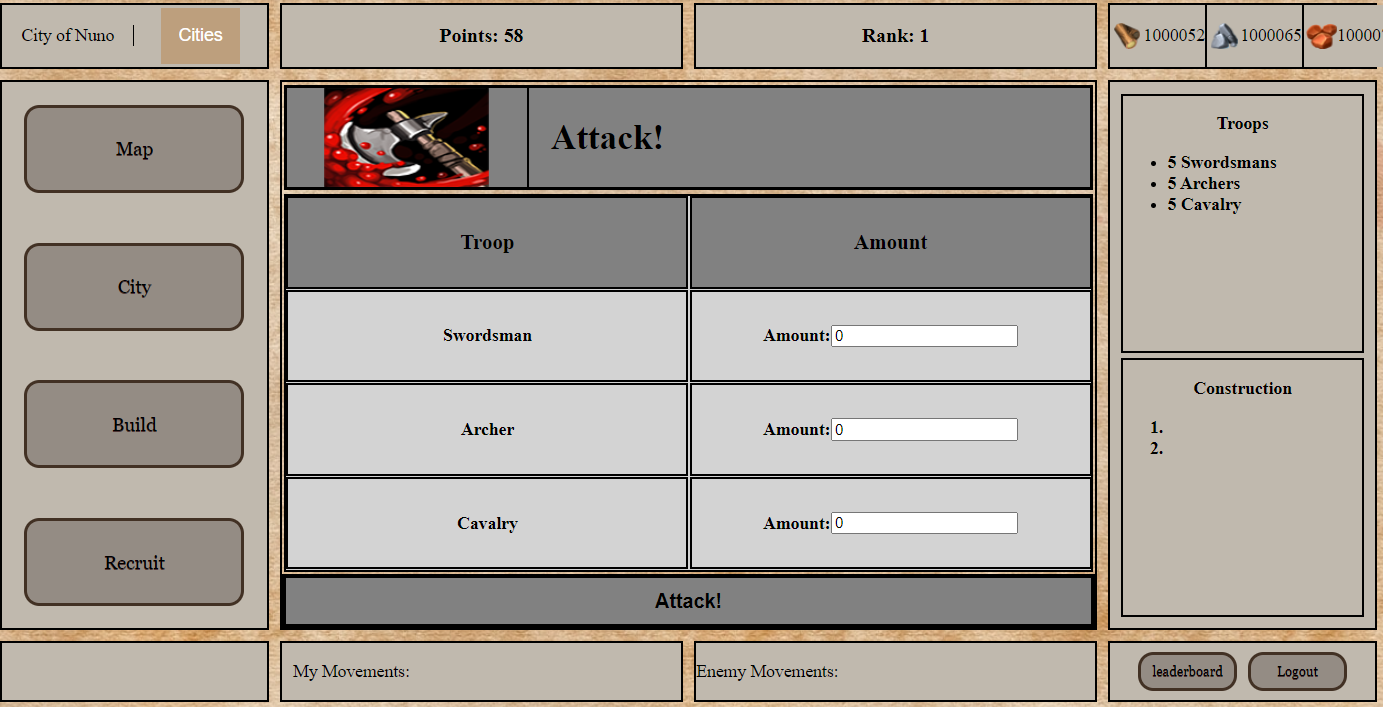 City of Nuno
Cities
Points: 58
Rank: 1
1000052
1000065
Map
City
Build
Recruit
Attack!
Troop Amount
Swordsman Amount: 0
Archer Amount: 0
Cavalry Amount: 0
Attack!
Troops
• 5 Swordsmans
• 5 Archers
• 5 Cavalry
Construction
1.
2.
My Movements:
Enemy Movements:
leaderboard
Logout